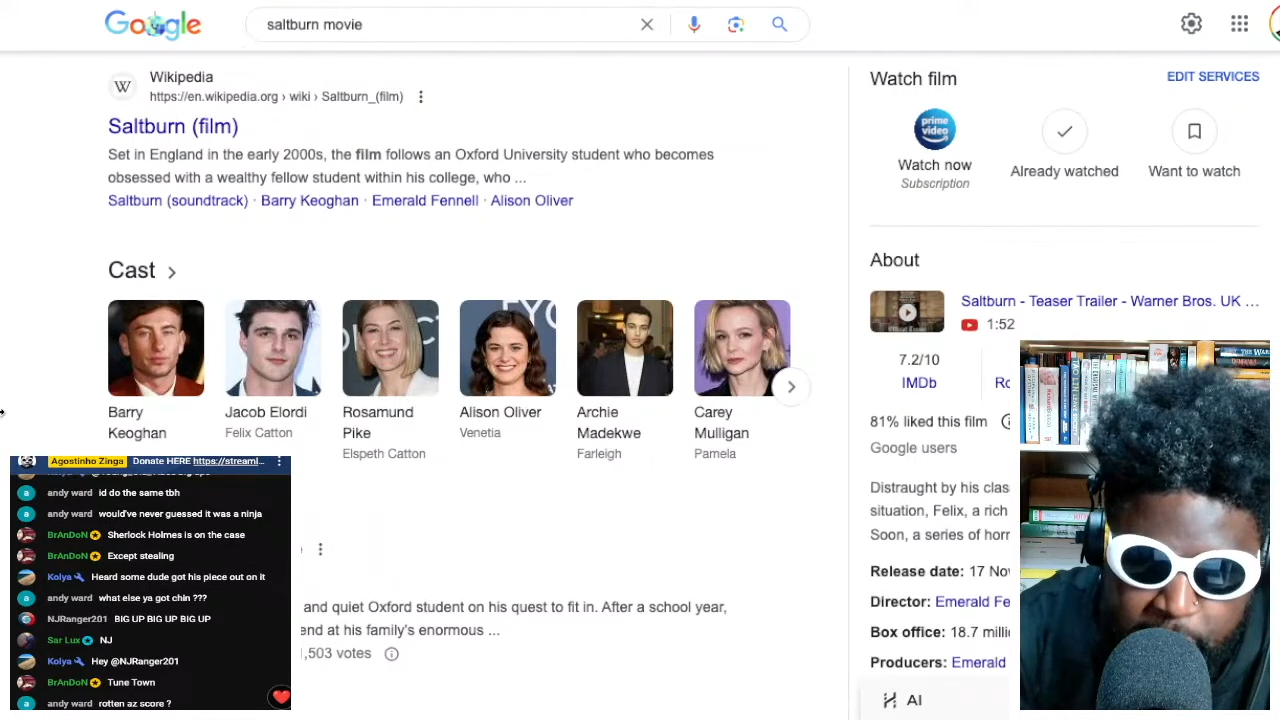 Google
saltburn movie
Wikipedia
https://en.wikipedia.org › wiki › Saltburn_(film)
Saltburn (film)
Set in England in the early 2000s, the film follows an Oxford University student who becomes
obsessed with a wealthy fellow student within his college, who ...
Saltburn (soundtrack) · Barry Keoghan · Emerald Fennell · Alison Oliver
Cast
Barry
Keoghan
Jacob Elordi
Felix Catton
Rosamund
Pike
Elspeth Catton
Alison Oliver
Venetia
Archie
Madekwe
Farleigh
Carey
Mulligan
Pamela
and quiet Oxford student on his quest to fit in. After a school year,
end at his family's enormous ...
1,503 votes
Watch film
EDIT SERVICES
prime
video
Watch now
Subscription
Already watched
Want to watch
About
Saltburn - Teaser Trailer - Warner Bros. UK ...
1:52
7.2/10
IMDb
Ro
81% liked this film
Google users
Distraught by his clas
situation, Felix, a rich
Soon, a series of horr
Release date: 17 Nov
Director: Emerald Fe
Box office: 18.7 milli
Producers: Emerald
AI
Agostinho Zinga Donate HERE https://streaml...
andy ward id do the same tbh
andy ward would've never guessed it was a ninja
BrAnDoN Sherlock Holmes is on the case
BrAnDoN Except stealing
Kolya Heard some dude got his piece out on it
andy ward what else ya got chin ???
NJRanger201 BIG UP BIG UP BIG UP
Sar Lux NJ
Kolya Hey @NJRanger201
BrAnDoN Tune Town
andy ward rotten az score ?